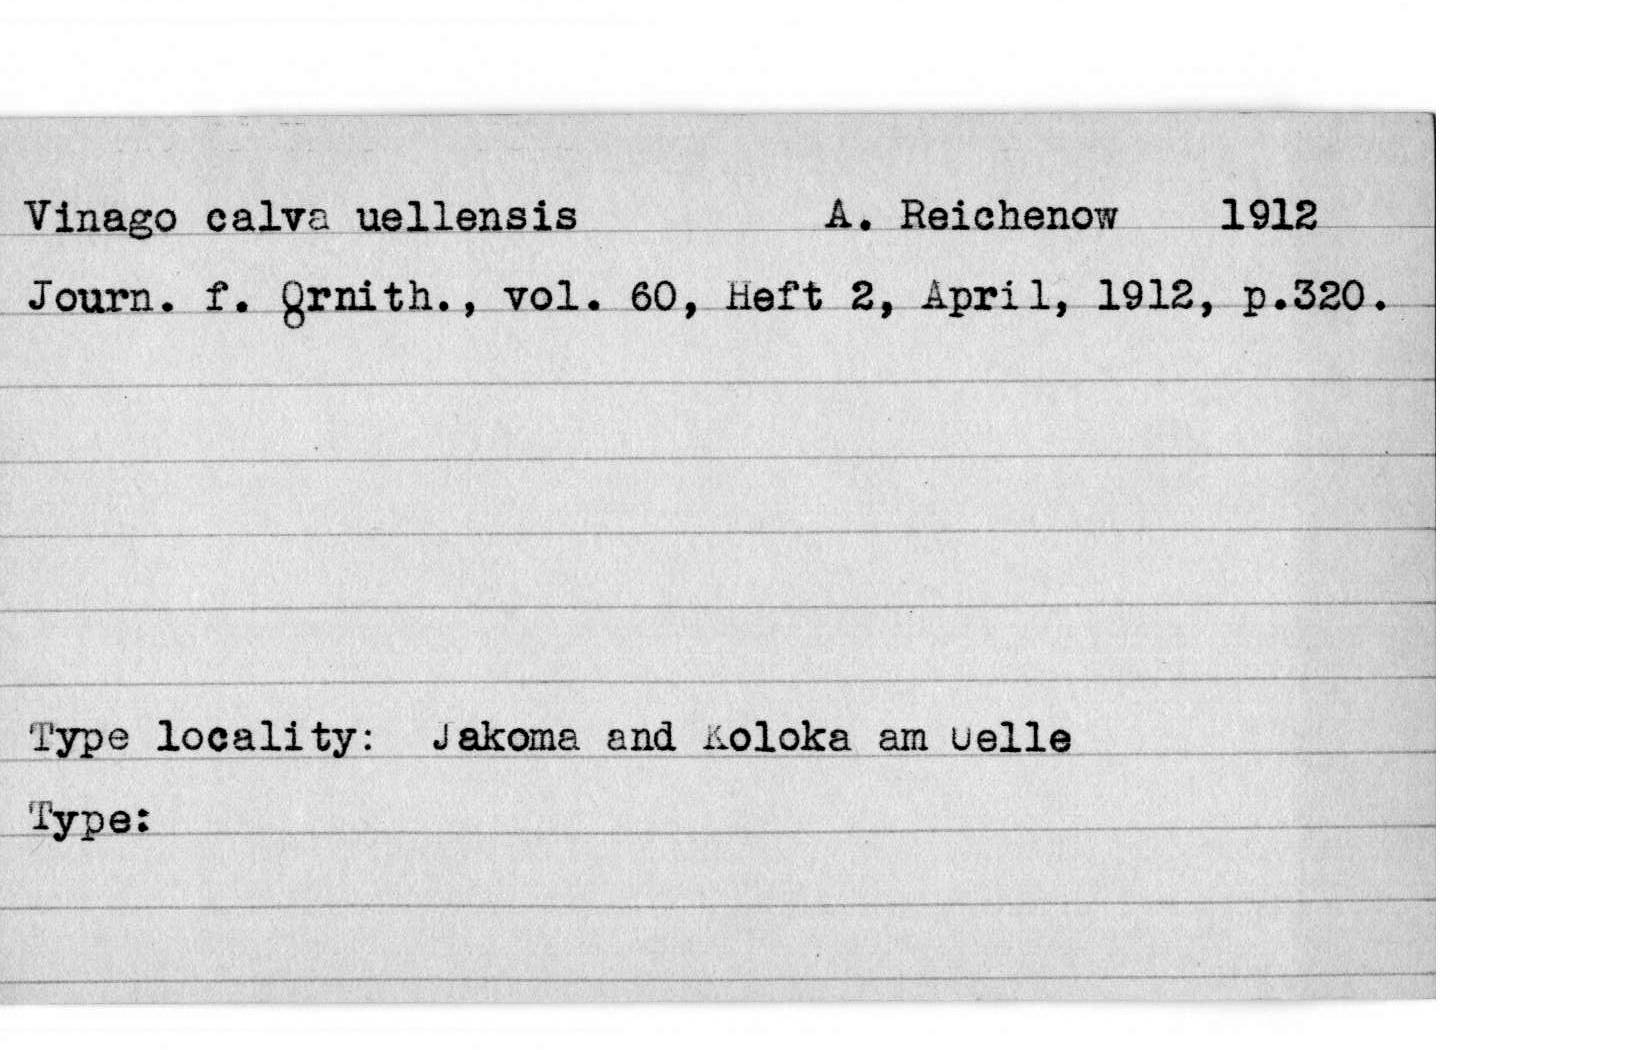 Vinago calva uellensis A. Reichenow 1912
Journ. f. Ornith., vol. 60, Heft 2, April, 1912, p.320.
Type locality: Jakoma and Koloka am Uelle
Type: